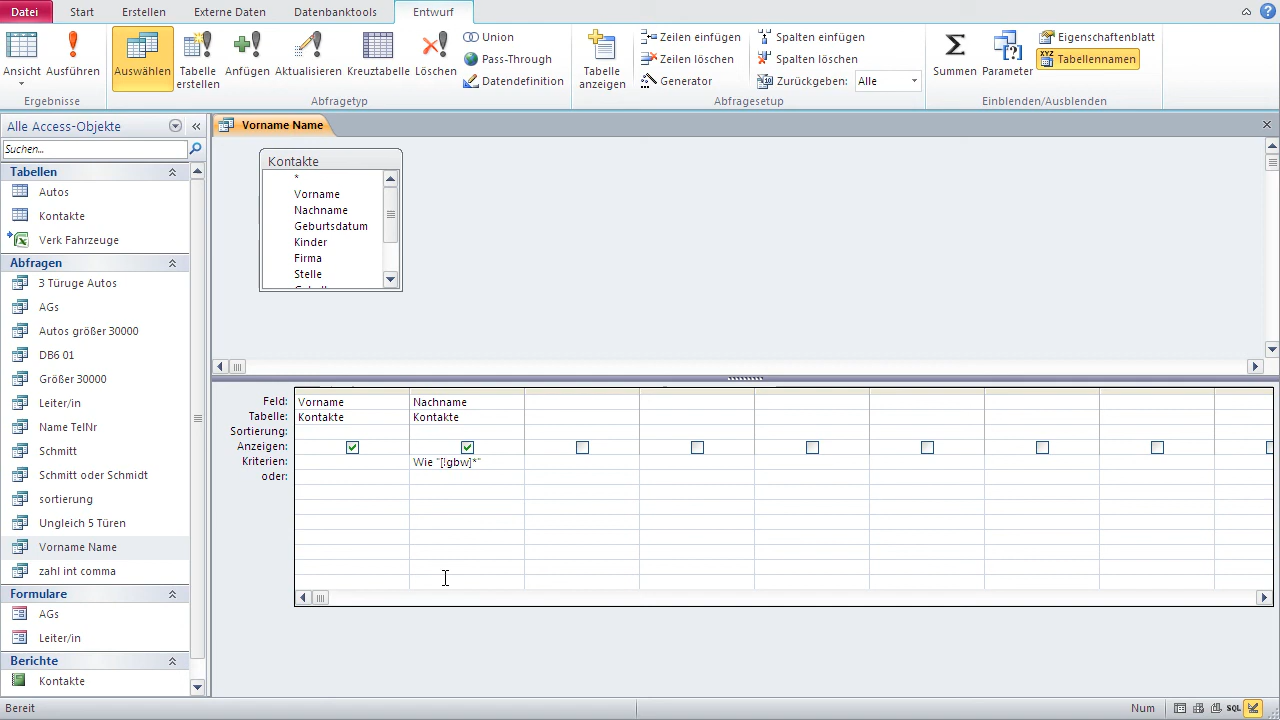 Datei Start Erstellen Externe Daten Datenbanktools Entwurf
Ansicht Ausführen Auswählen Tabelle erstellen Anfügen Aktualisieren Kreuztabelle Löschen
Union
Pass-Through
Datendefinition
Tabelle anzeigen
Zeilen einfügen
Zeilen löschen
Generator
Spalten einfügen
Spalten löschen
Zurückgeben: Alle
Summen Parameter
Eigenschaftenblatt
XYZ Tabellennamen
Ergebnisse Abfragetyp Abfragesetup Einblenden/Ausblenden
Alle Access-Objekte
Suchen...
Tabellen
Autos
Kontakte
Verk Fahrzeuge
Abfragen
3 Türuge Autos
AGs
Autos größer 30000
DB6 01
Größer 30000
Leiter/in
Name TelNr
Schmitt
Schmitt oder Schmidt
sortierung
Ungleich 5 Türen
Vorname Name
zahl int comma
Formulare
AGs
Leiter/in
Berichte
Kontakte
Vorname Name
Kontakte
*
Vorname
Nachname
Geburtsdatum
Kinder
Firma
Stelle
Feld: Vorname Nachname
Tabelle: Kontakte Kontakte
Sortierung:
Anzeigen:
Kriterien: Wie "[!gbw]*"
oder:
Bereit Num SQL